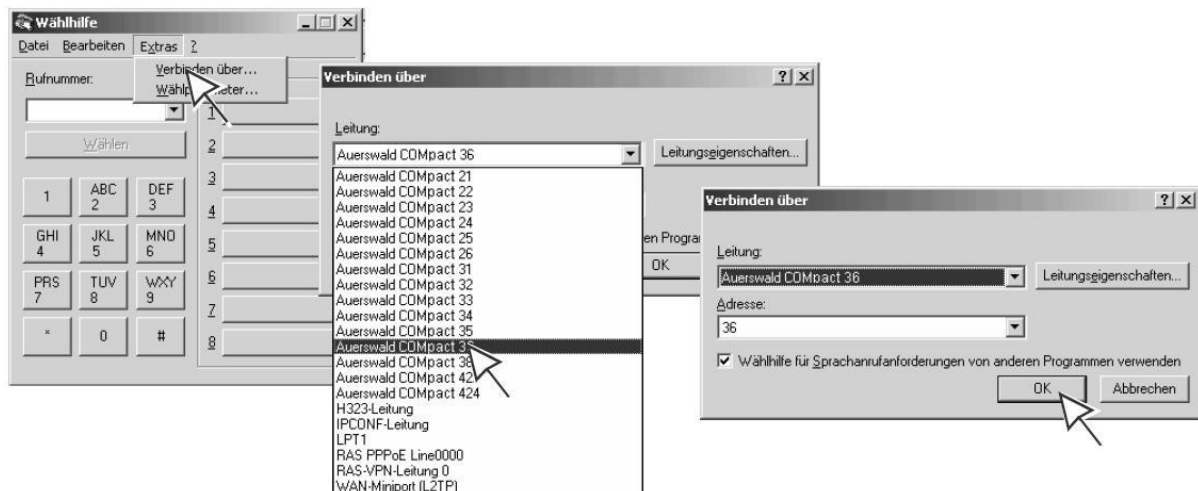 Wählhilfe
Datei Bearbeiten Extras ?
Verbinden über...
Rufnummer:
Wählen
1
ABC 2
DEF 3
GHI 4
JKL 5
MNO 6
PRS 7
TUV 8
WXY 9
*
0
#
1
2
3
4
5
6
7
8
Verbinden über
Leitung:
Auerswald COMpact 36
Leitungseigenschaften...
Auerswald COMpact 21
Auerswald COMpact 22
Auerswald COMpact 23
Auerswald COMpact 24
Auerswald COMpact 25
Auerswald COMpact 26
Auerswald COMpact 31
Auerswald COMpact 32
Auerswald COMpact 33
Auerswald COMpact 34
Auerswald COMpact 35
Auerswald COMpact
Auerswald COMpact 38
Auerswald COMpact
Auerswald COMpact 424
H323-Leitung
IPCONF-Leitung
LPT1
RAS PPPoE Line0000
RAS-VPN-Leitung 0
WAN-Miniport (L2TP)
OK
Verbinden über
Leitung:
Auerswald COMpact 36
Leitungseigenschaften...
Adresse:
36
Wählhilfe für Sprachanrufanforderungen von anderen Programmen verwenden
OK
Abbrechen